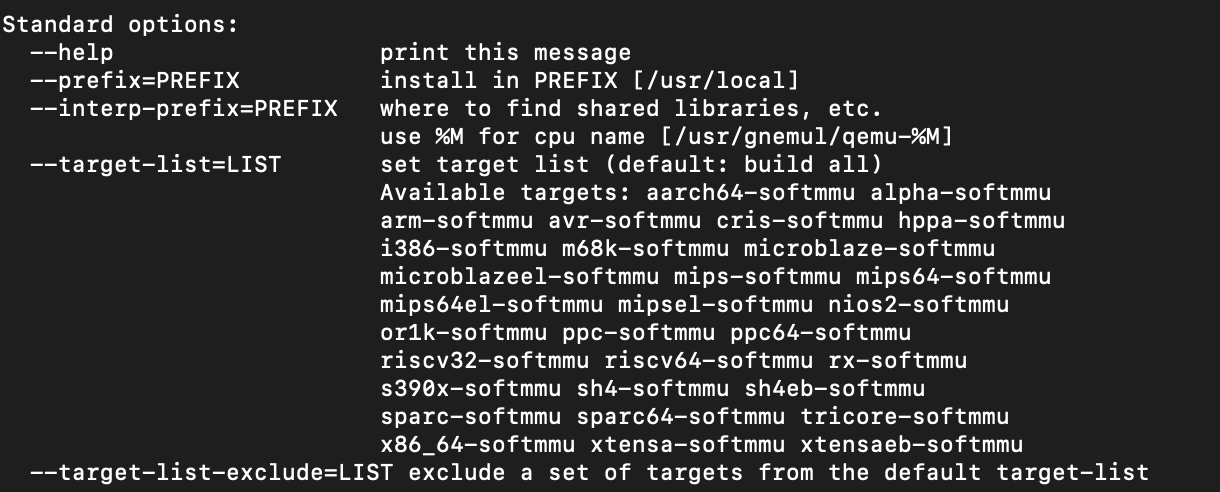 Standard options:
  --help                   print this message
  --prefix=PREFIX          install in PREFIX [/usr/local]
  --interp-prefix=PREFIX   where to find shared libraries, etc.
                           use %M for cpu name [/usr/gnemul/qemu-%M]
  --target-list=LIST       set target list (default: build all)
                           Available targets: aarch64-softmmu alpha-softmmu
                           arm-softmmu avr-softmmu cris-softmmu hppa-softmmu
                           i386-softmmu m68k-softmmu microblaze-softmmu
                           microblazeel-softmmu mips-softmmu mips64-softmmu
                           mips64el-softmmu mipsel-softmmu nios2-softmmu
                           or1k-softmmu ppc-softmmu ppc64-softmmu
                           riscv32-softmmu riscv64-softmmu rx-softmmu
                           s390x-softmmu sh4-softmmu sh4eb-softmmu
                           sparc-softmmu sparc64-softmmu tricore-softmmu
                           x86_64-softmmu xtensa-softmmu xtensaeb-softmmu
  --target-list-exclude=LIST exclude a set of targets from the default target-list